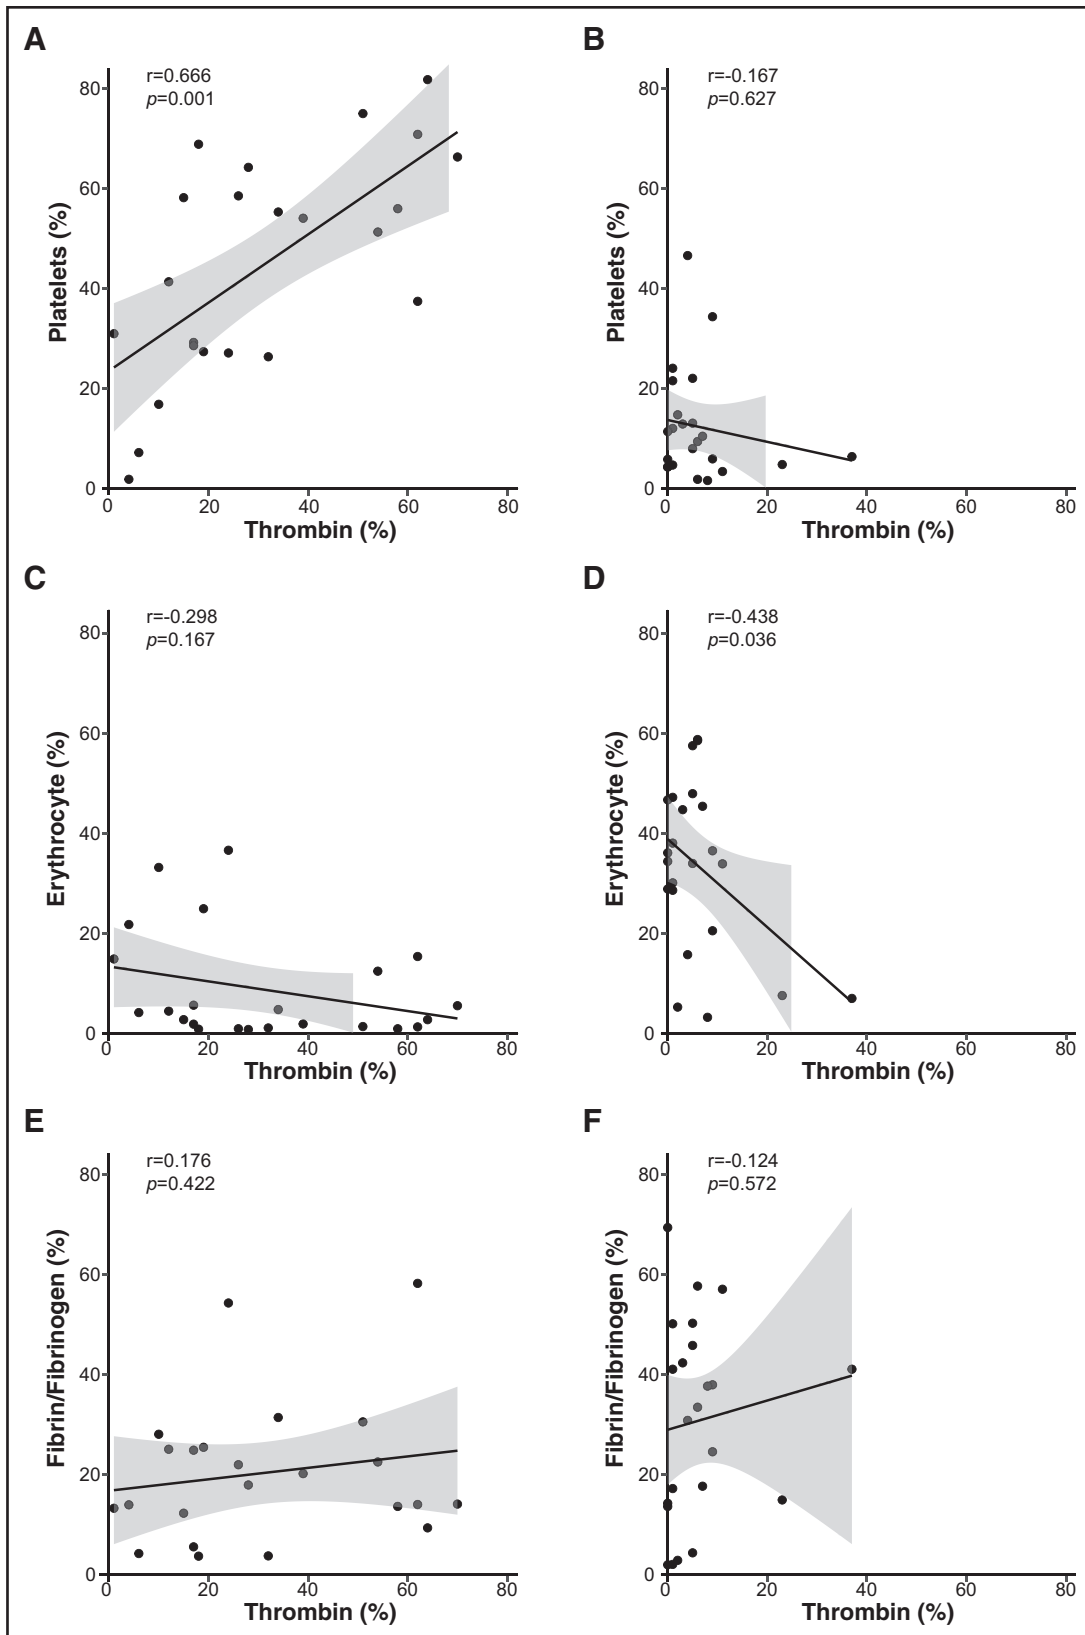 A
r=0.666
p=0.001
80
60
40
20
0
Platelets (%)
0 20 40 60 80
Thrombin (%)
B
r=-0.167
p=0.627
80
60
40
20
0
Platelets (%)
0 20 40 60 80
Thrombin (%)
C
r=-0.298
p=0.167
80
60
40
20
0
Erythrocyte (%)
0 20 40 60 80
Thrombin (%)
D
r=-0.438
p=0.036
80
60
40
20
0
Erythrocyte (%)
0 20 40 60 80
Thrombin (%)
E
r=0.176
p=0.422
80
60
40
20
0
Fibrin/Fibrinogen (%)
0 20 40 60 80
Thrombin (%)
F
r=-0.124
p=0.572
80
60
40
20
0
Fibrin/Fibrinogen (%)
0 20 40 60 80
Thrombin (%)